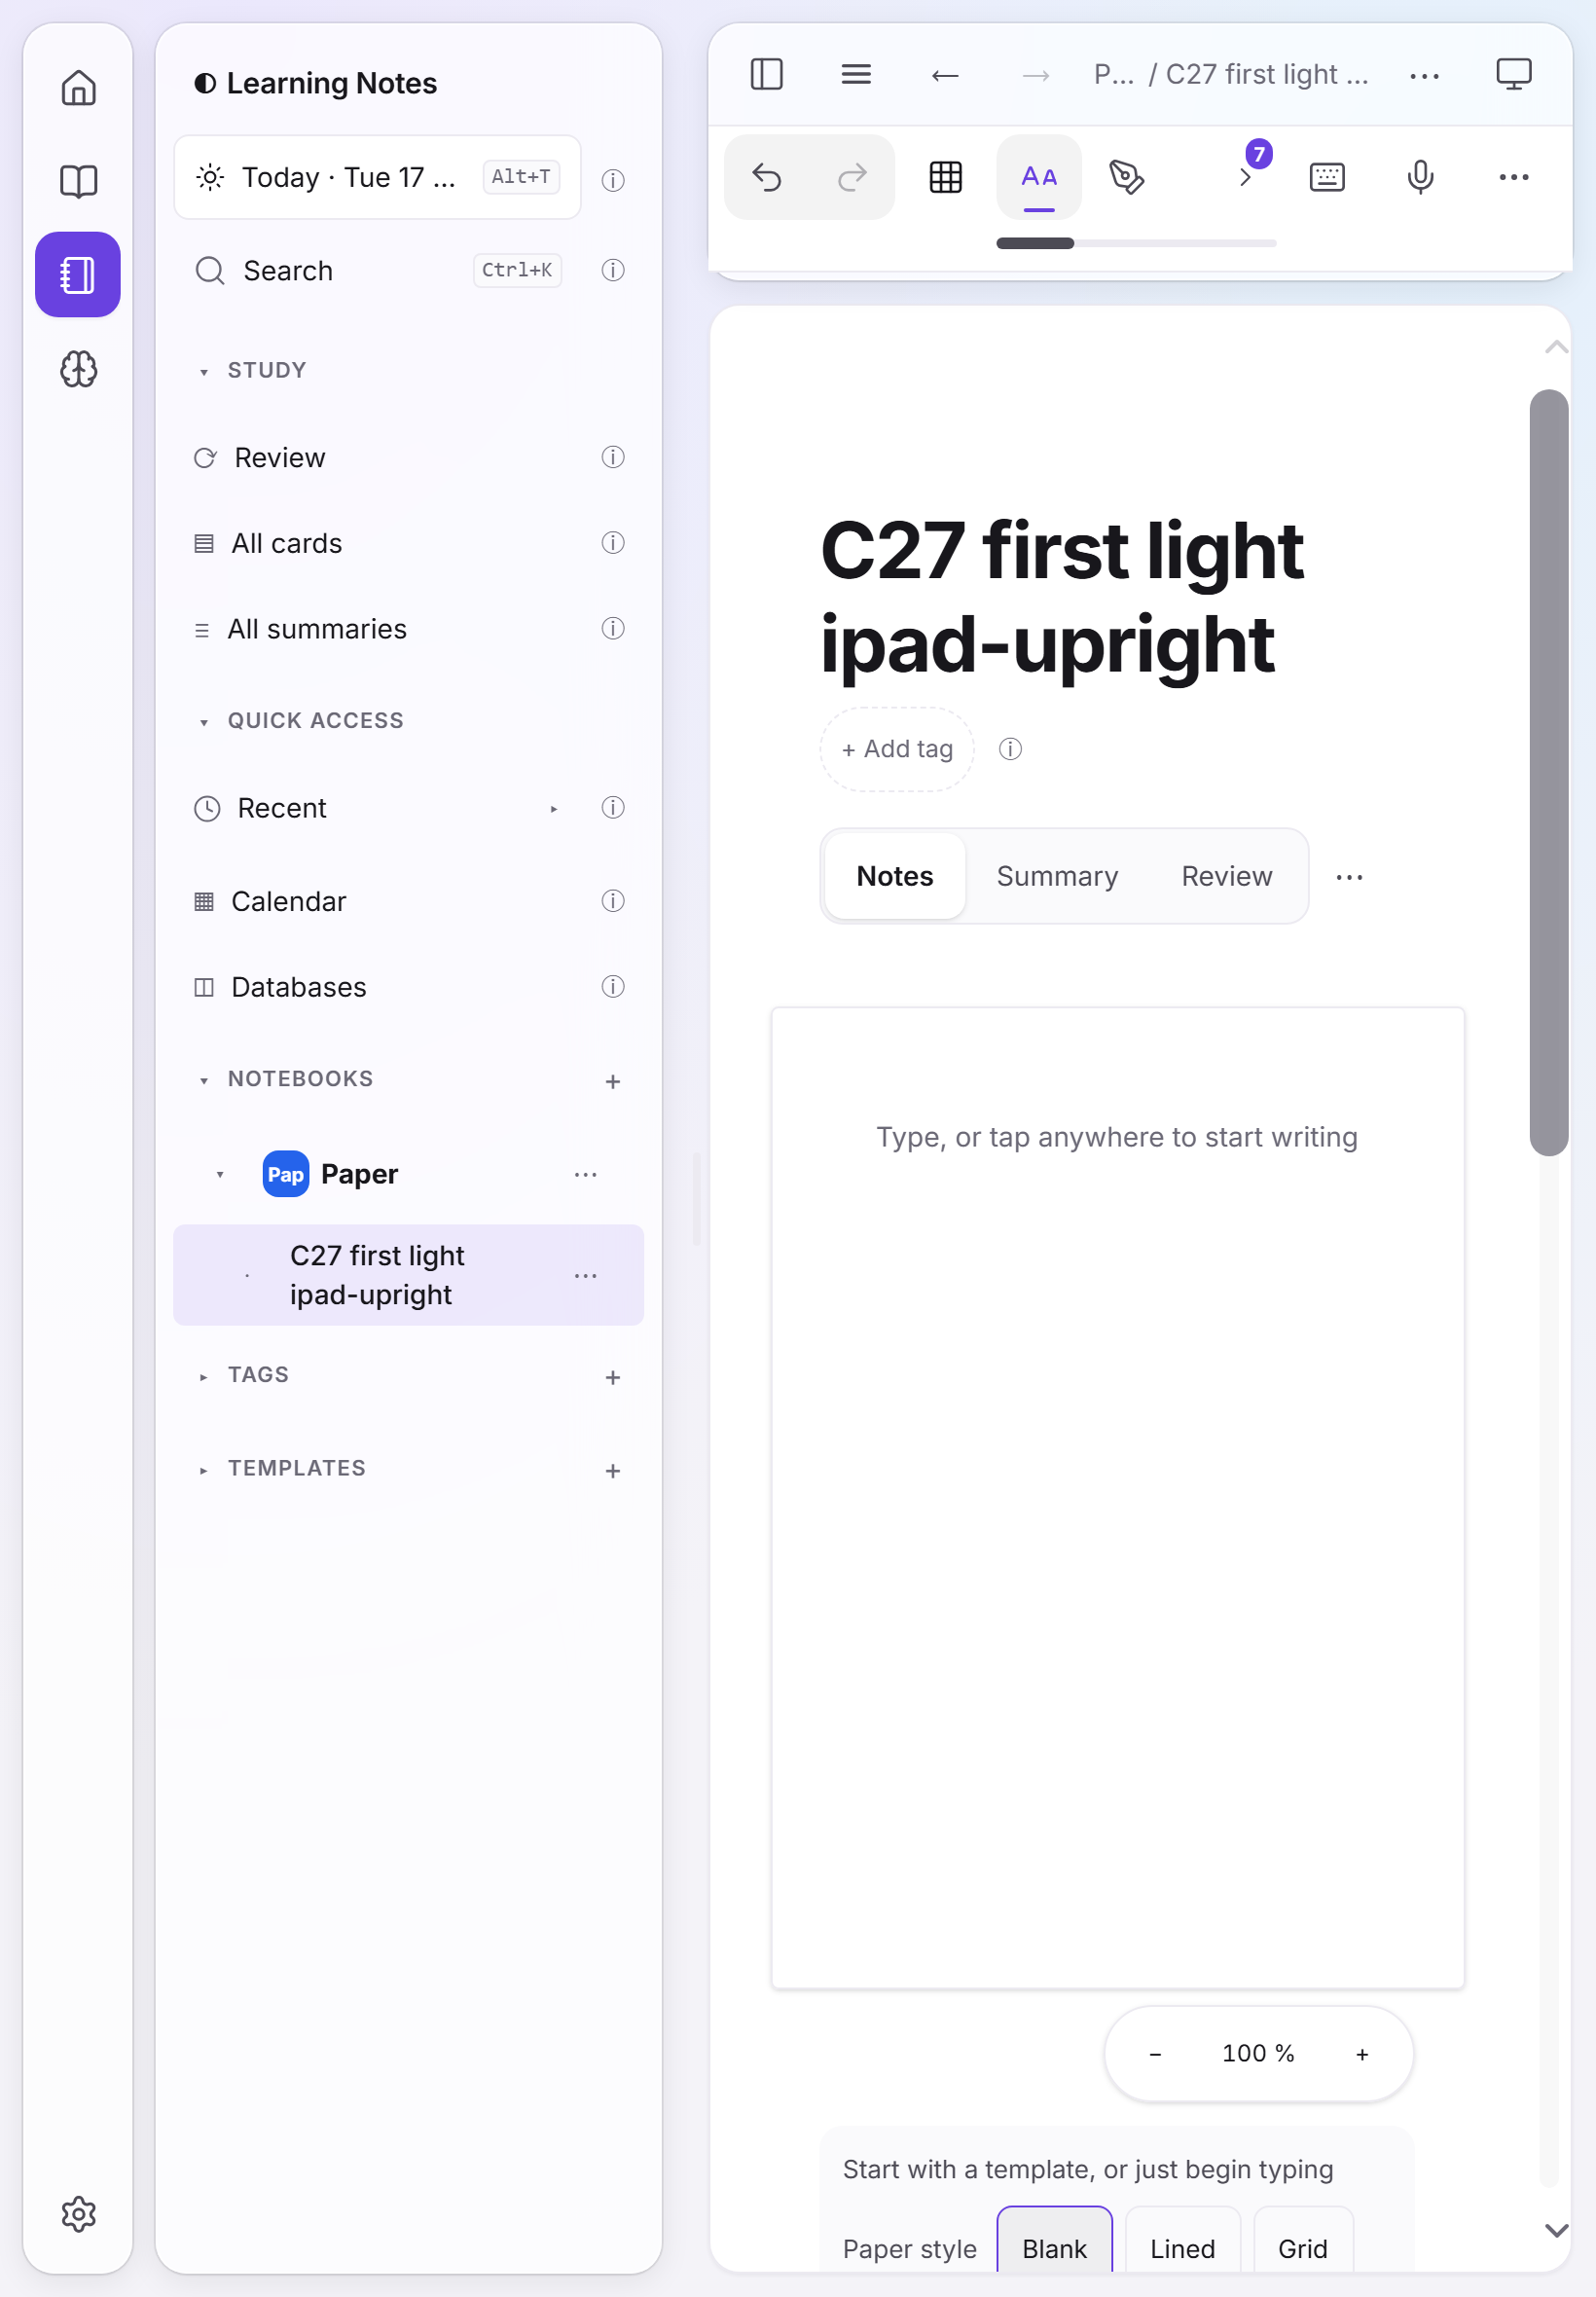 Learning Notes
Today · Tue 17 ... Alt+T
Search Ctrl+K
STUDY
Review
All cards
All summaries
QUICK ACCESS
Recent
Calendar
Databases
NOTEBOOKS +
Pap Paper ...
C27 first light
ipad-upright ...
TAGS +
TEMPLATES +
P... / C27 first light ... ...
AA 7
C27 first light
ipad-upright
+ Add tag
Notes Summary Review ...
Type, or tap anywhere to start writing
− 100 % +
Start with a template, or just begin typing
Paper style Blank Lined Grid